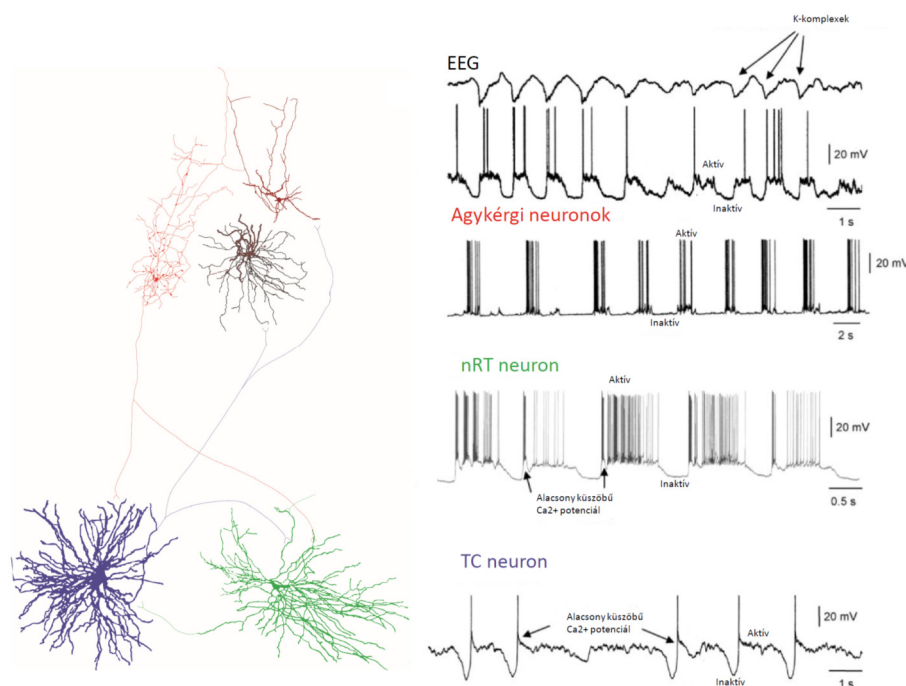 K-komplexek
EEG
Aktív
20 mV
Inaktív
1 s
Agykérgi neuronok
Aktív
20 mV
Inaktív
2 s
nRT neuron
Aktív
20 mV
Alacsony küszöbű
Ca2+ potenciál
Inaktív
0.5 s
TC neuron
Alacsony küszöbű
Ca2+ potenciál
20 mV
Aktív
Inaktív
1 s